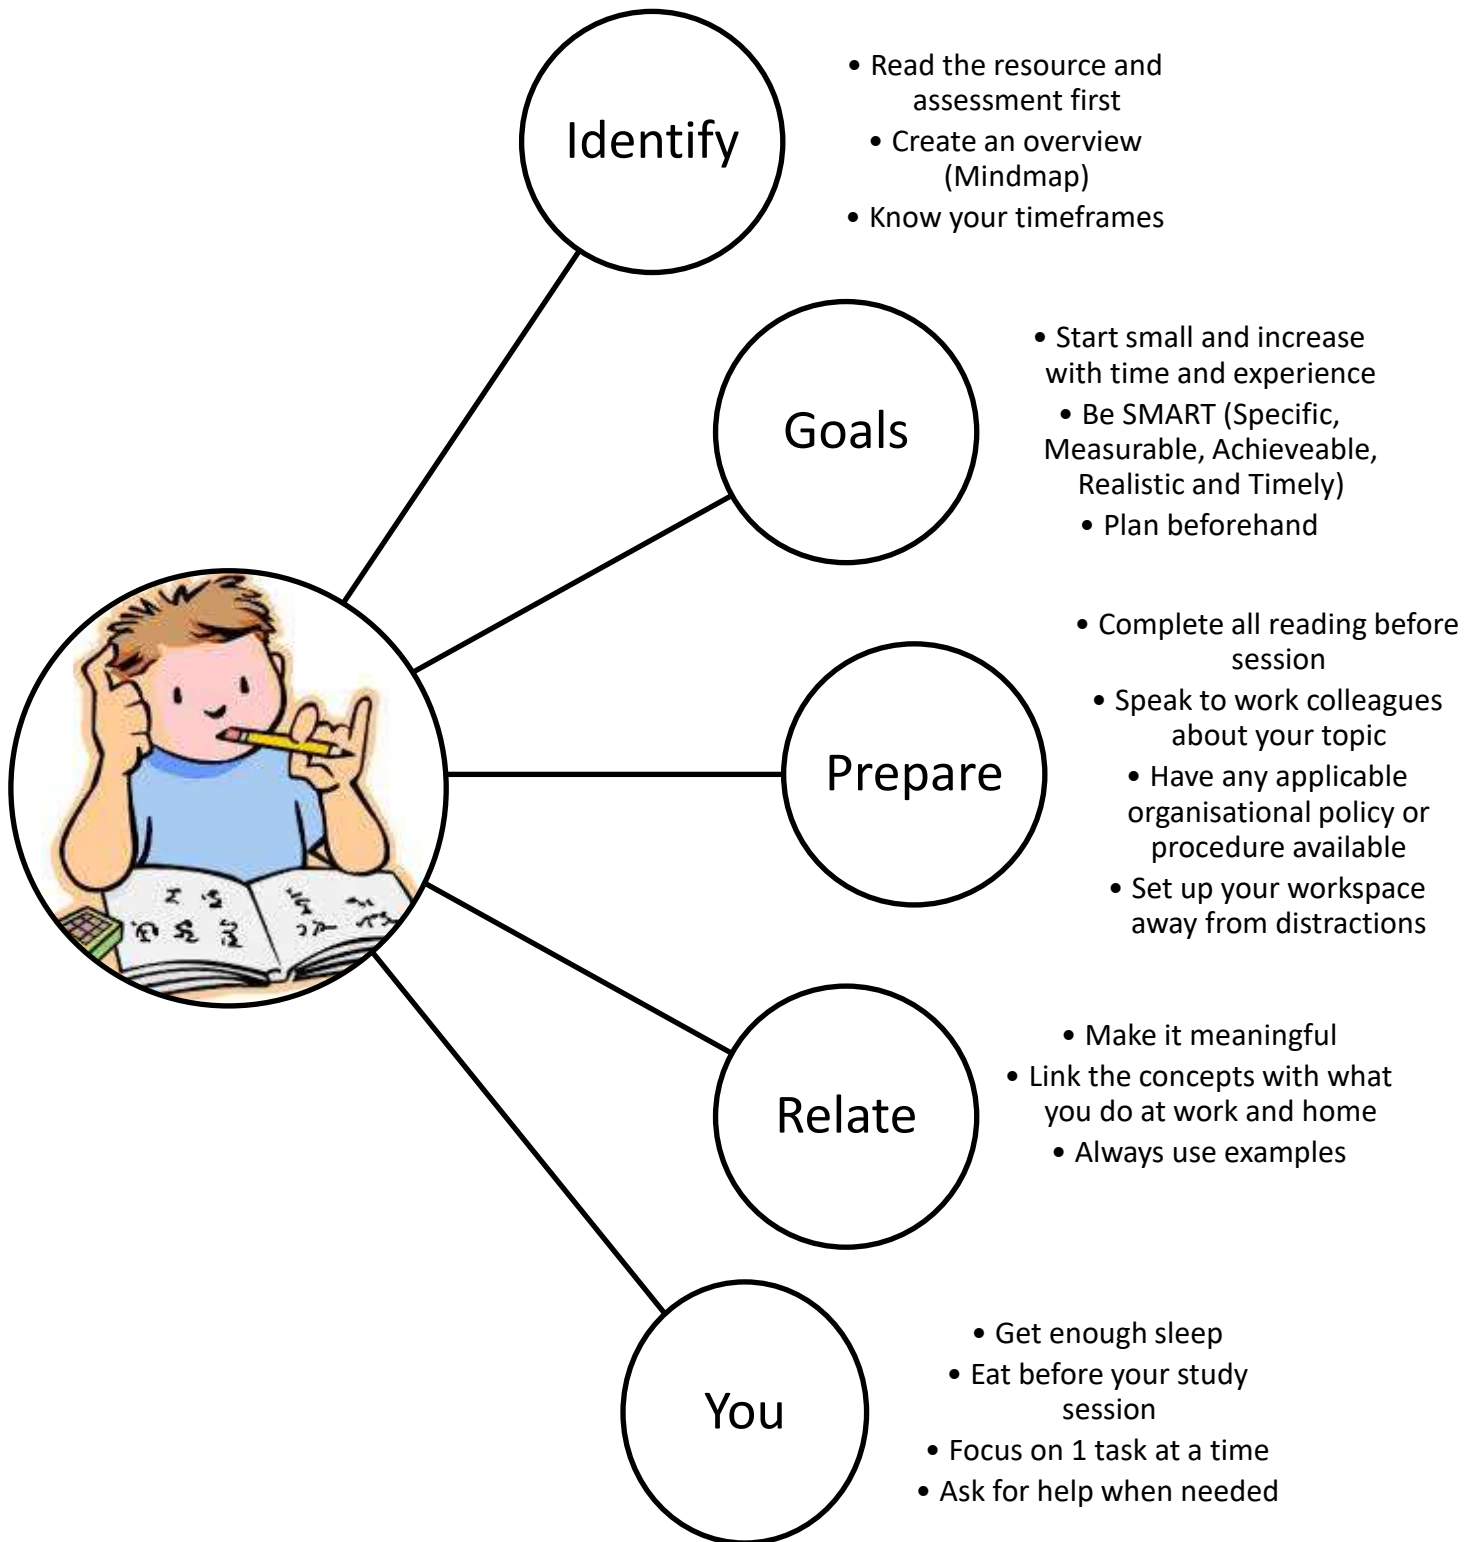 Identify
• Read the resource and
assessment first
• Create an overview
(Mindmap)
• Know your timeframes
Goals
• Start small and increase
with time and experience
• Be SMART (Specific,
Measurable, Achieveable,
Realistic and Timely)
• Plan beforehand
Prepare
• Complete all reading before
session
• Speak to work colleagues
about your topic
• Have any applicable
organisational policy or
procedure available
• Set up your workspace
away from distractions
Relate
• Make it meaningful
• Link the concepts with what
you do at work and home
• Always use examples
You
• Get enough sleep
• Eat before your study
session
• Focus on 1 task at a time
• Ask for help when needed